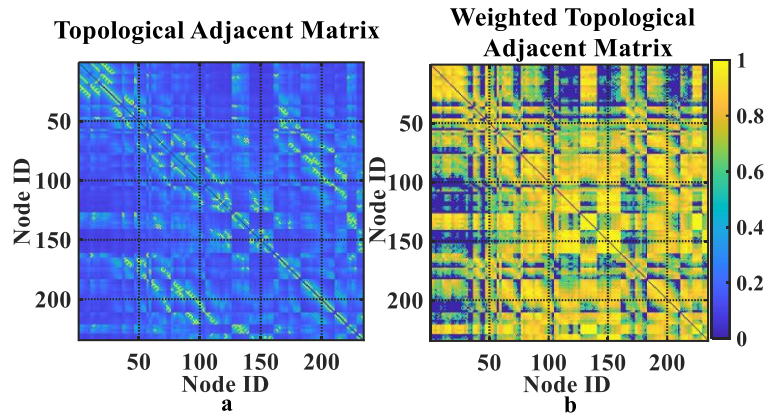 Topological Adjacent Matrix
Weighted Topological
Adjacent Matrix
Node ID
50
100
150
200
50 100 150 200
Node ID
a
Node ID
50
100
150
200
50 100 150 200
Node ID
b
1
0.8
0.6
0.4
0.2
0